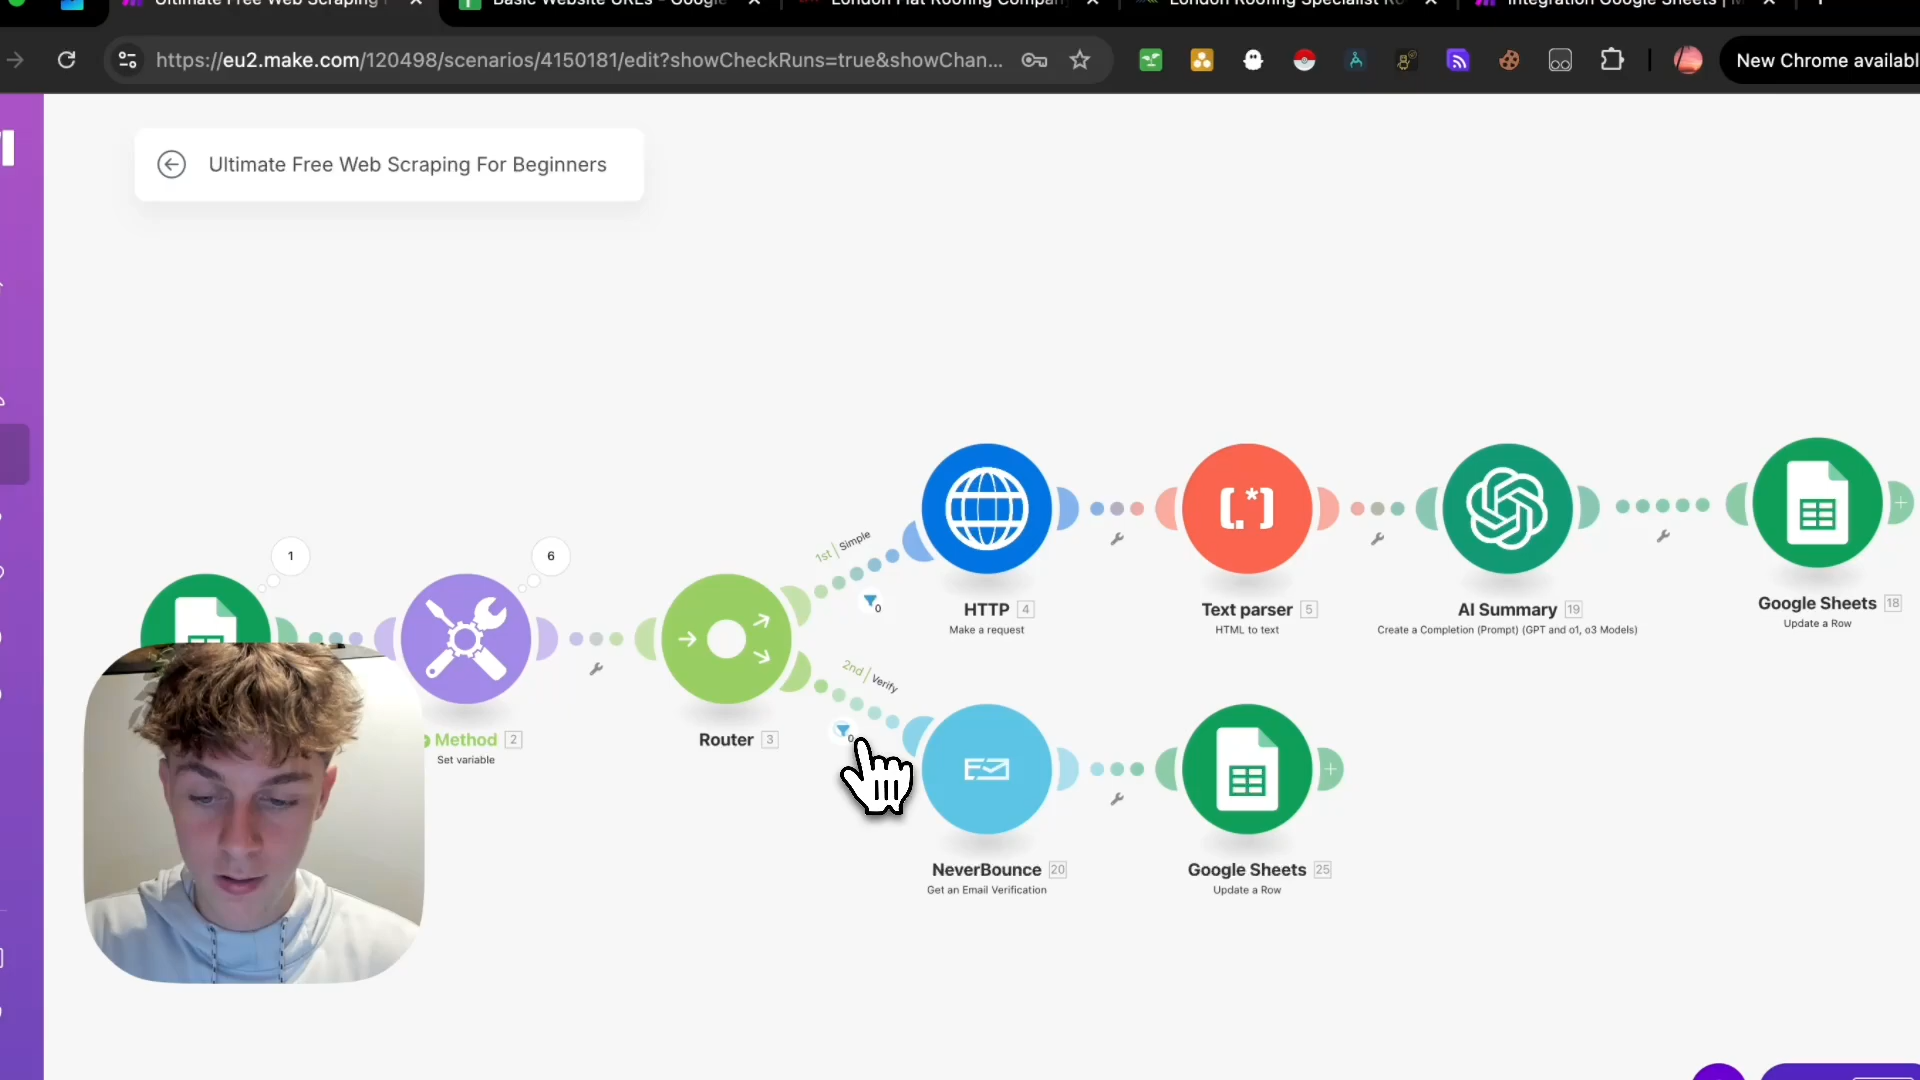 https://eu2.make.com/120498/scenarios/4150181/edit?showCheckRuns=true&showChan...
New Chrome availabl
Ultimate Free Web Scraping For Beginners
1
6
1st | Simple
0
2nd | Verify
0
HTTP 4
Make a request
Text parser 5
HTML to text
AI Summary 19
Create a Completion (Prompt) (GPT and o1, o3 Models)
Google Sheets 18
Update a Row
Method 2
Set variable
Router 3
NeverBounce 20
Get an Email Verification
Google Sheets 25
Update a Row